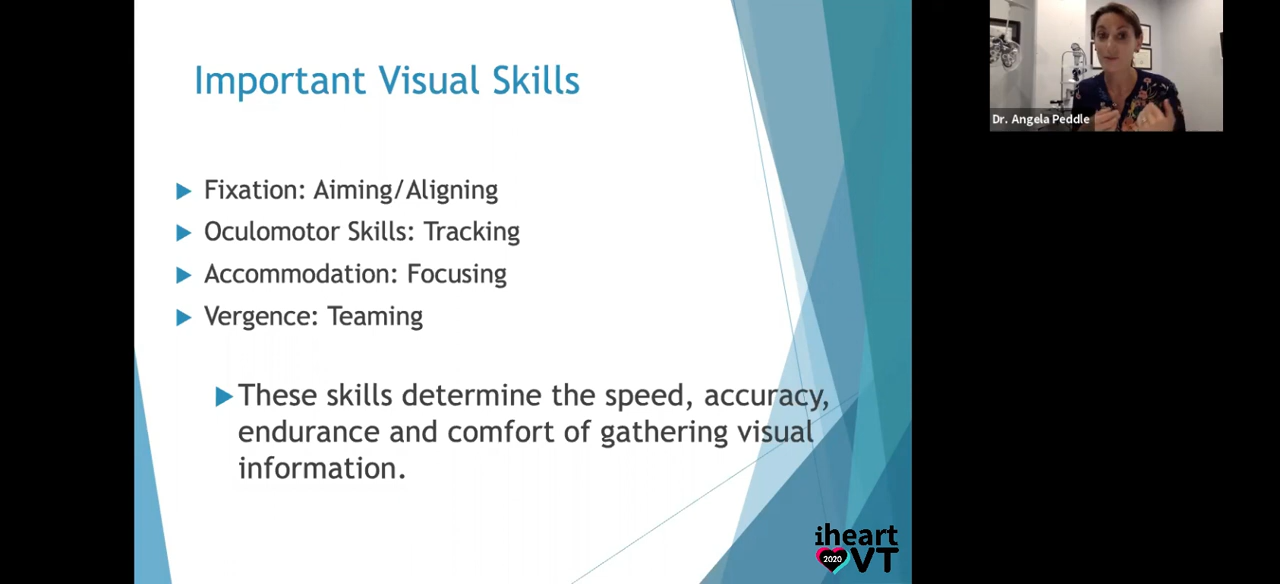 Important Visual Skills
Fixation: Aiming/Aligning
Oculomotor Skills: Tracking
Accommodation: Focusing
Vergence: Teaming
These skills determine the speed, accuracy,
endurance and comfort of gathering visual
information.
iheart
2020 VT
Dr. Angela Peddle